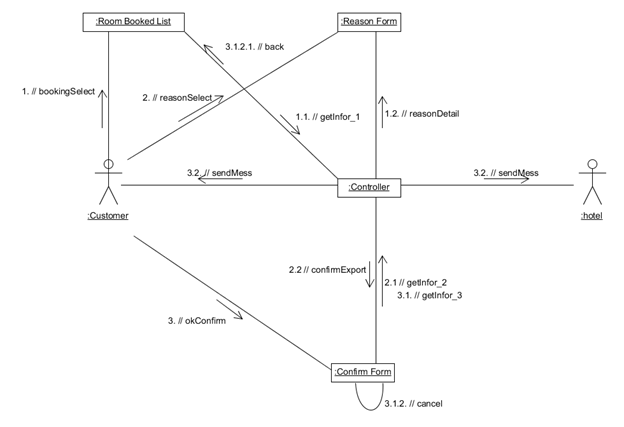 :Room Booked List
:Reason Form
3.1.2.1. // back
1. // bookingSelect
2. // reasonSelect
1.1. // getInfor_1
1.2. // reasonDetail
3.2. // sendMess
3.2. // sendMess
:Controller
:Customer
:hotel
2.2 // confirmExport
2.1 // getInfor_2
3.1. // getInfor_3
3. // okConfirm
:Confirm Form
3.1.2. // cancel